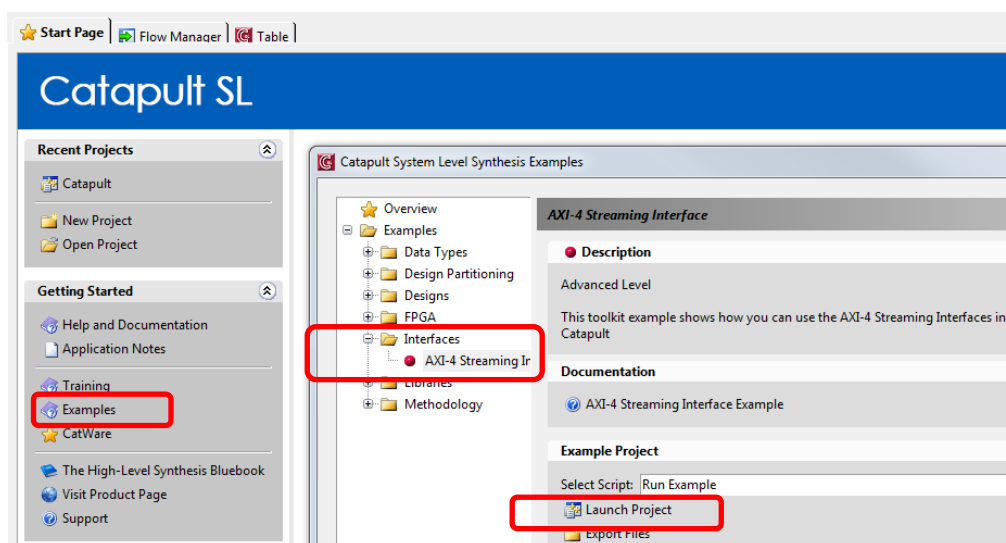 Start Page
Flow Manager
Table
Catapult SL
Recent Projects
Catapult
New Project
Open Project
Getting Started
Help and Documentation
Application Notes
Training
Examples
CatWare
The High-Level Synthesis Bluebook
Visit Product Page
Support
Catapult System Level Synthesis Examples
Overview
Examples
Data Types
Design Partitioning
Designs
FPGA
Interfaces
AXI-4 Streaming Ir
Libraries
Methodology
AXI-4 Streaming Interface
Description
Advanced Level
This toolkit example shows how you can use the AXI-4 Streaming Interfaces in
Catapult
Documentation
AXI-4 Streaming Interface Example
Example Project
Select Script: Run Example
Launch Project
Export Files